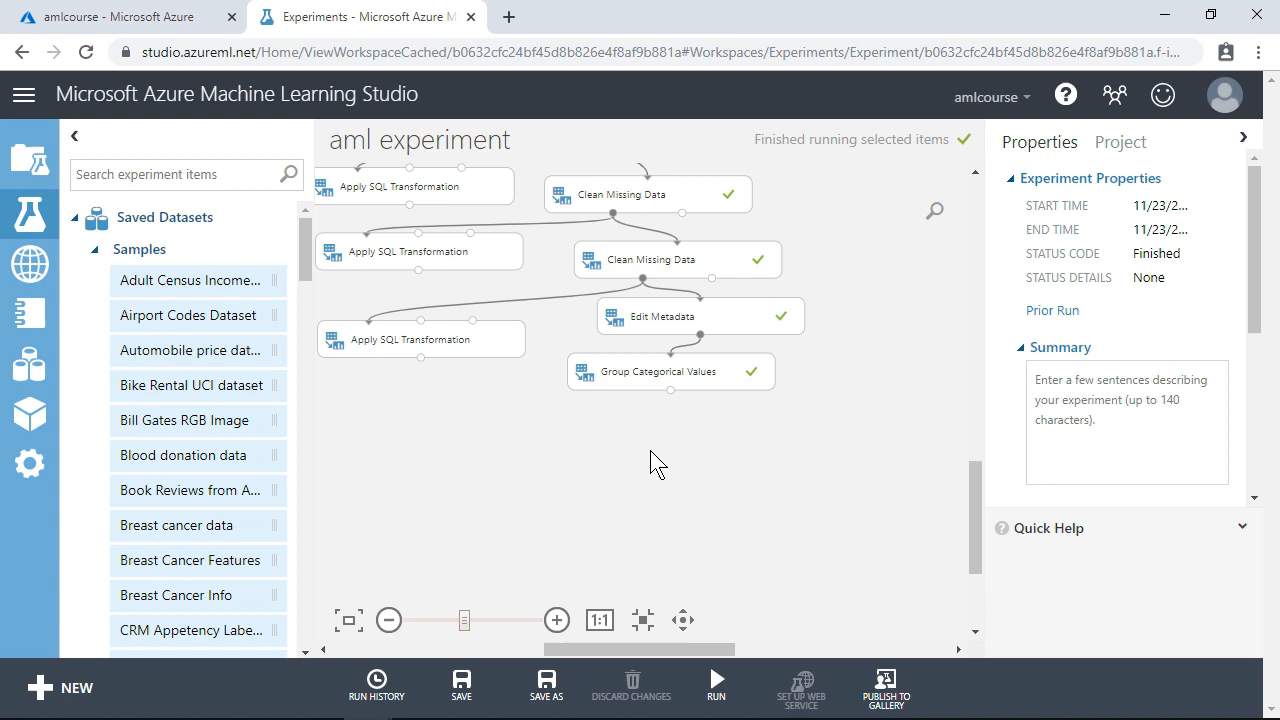 amlcourse - Microsoft Azure
Experiments - Microsoft Azure M
studio.azureml.net/Home/ViewWorkspaceCached/b0632cfc24bf45d8b826e4f8af9b881a#Workspaces/Experiments/Experiment/b0632cfc24bf45d8b826e4f8af9b881a.f-i...
Microsoft Azure Machine Learning Studio
amlcourse
Search experiment items
Saved Datasets
Samples
Adult Census Income...
Airport Codes Dataset
Automobile price dat...
Bike Rental UCI dataset
Bill Gates RGB Image
Blood donation data
Book Reviews from A...
Breast cancer data
Breast Cancer Features
Breast Cancer Info
CRM Appetency Labe...
aml experiment
Finished running selected items
Apply SQL Transformation
Clean Missing Data
Apply SQL Transformation
Clean Missing Data
Edit Metadata
Apply SQL Transformation
Group Categorical Values
1:1
Properties
Project
Experiment Properties
START TIME 11/23/2...
END TIME 11/23/2...
STATUS CODE Finished
STATUS DETAILS None
Prior Run
Summary
Enter a few sentences describing
your experiment (up to 140
characters).
Quick Help
NEW
RUN HISTORY
SAVE
SAVE AS
DISCARD CHANGES
RUN
SET UP WEB
SERVICE
PUBLISH TO
GALLERY